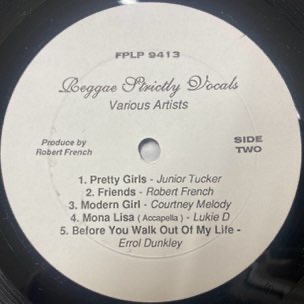 FPLP 9413
Reggae Strictly Vocals
Various Artists
Produce by
Robert French
SIDE
TWO
1. Pretty Girls - Junior Tucker
2. Friends - Robert French
3. Modern Girl - Courtney Melody
4. Mona Lisa ( Accapella ) - Lukie D
5. Before You Walk Out Of My Life -
Errol Dunkley